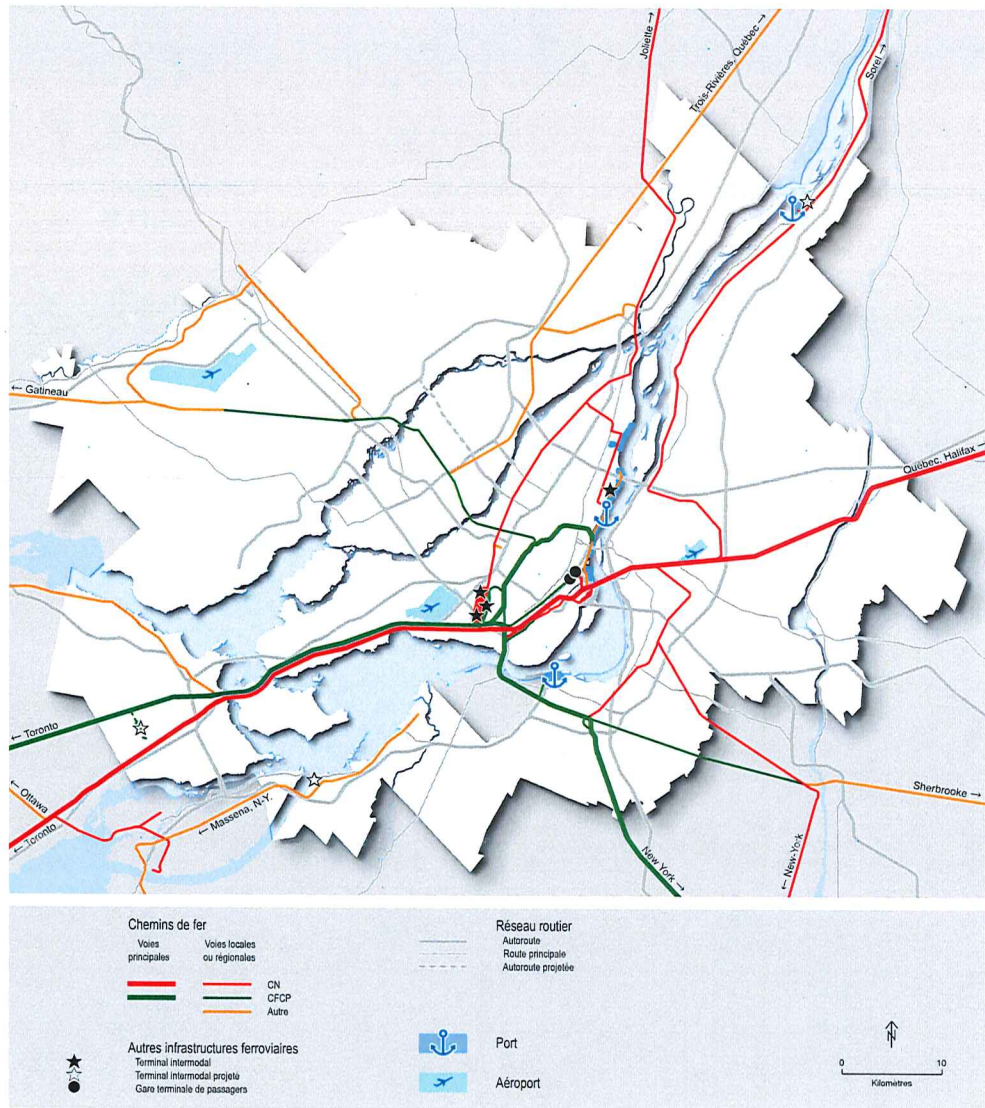 Joliette →
Trois-Rivières, Québec →
Sorel →
← Gatineau
Québec, Halifax →
← Toronto
← Ottawa
← Toronto
← Massena, N-Y.
Sherbrooke →
New York →
← New-York
Chemins de fer
Voies principales
Voies locales ou régionales
CN
CFCP
Autre
Autres infrastructures ferroviaires
Terminal intermodal
Terminal intermodal projeté
Gare terminale de passagers
Réseau routier
Autoroute
Route principale
Autoroute projetée
Port
Aéroport
N
0 10
Kilomètres